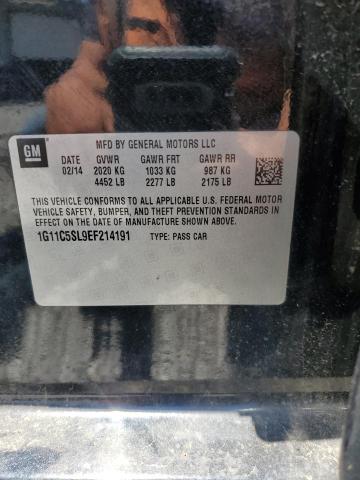 GM
MFD BY GENERAL MOTORS LLC
DATE GVWR GAWR FRT GAWR RR
02/14 2020 KG 1033 KG 987 KG
4452 LB 2277 LB 2175 LB
THIS VEHICLE CONFORMS TO ALL APPLICABLE U.S. FEDERAL MOTOR
VEHICLE SAFETY, BUMPER, AND THEFT PREVENTION STANDARDS IN
EFFECT ON THE DATE OF MANUFACTURE SHOWN ABOVE.
1G11C5SL9EF214191 TYPE: PASS CAR